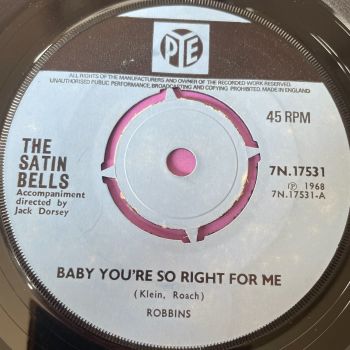 PYE
ALL RIGHTS OF THE MANUFACTURERS AND OWNER OF THE RECORDED WORK RESERVED.
UNAUTHORISED PUBLIC PERFORMANCE, BROADCASTING AND COPYING PROHIBITED. MADE IN ENGLAND
45 RPM
THE
SATIN
BELLS
Accompaniment
directed by
Jack Dorsey
7N.17531
Ⓟ 1968
7N.17531-A
BABY YOU'RE SO RIGHT FOR ME
(Klein, Roach)
ROBBINS